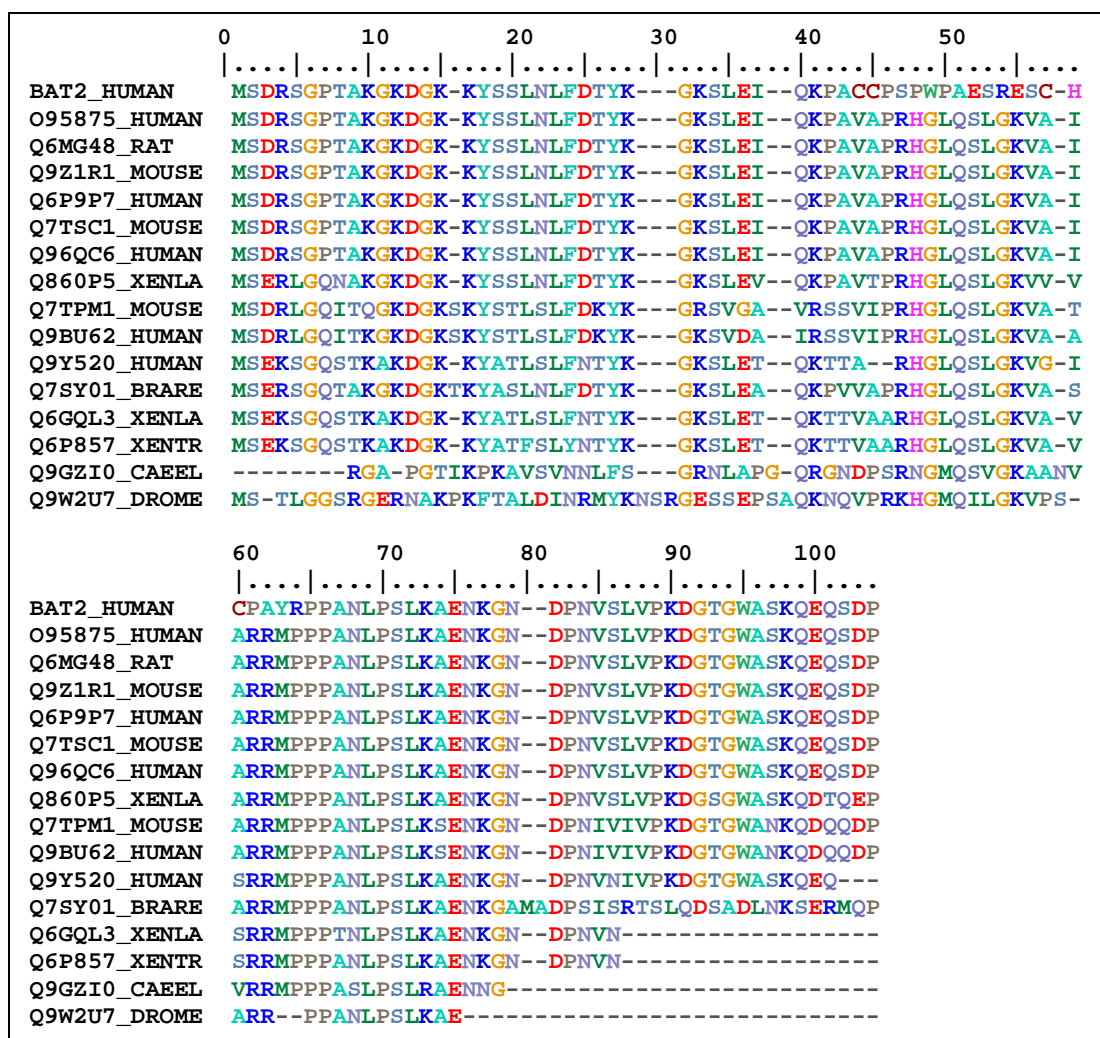 0 10 20 30 40 50
|....|....|....|....|....|....|....|....|....|....|....|....
BAT2_HUMAN MSDRSGPTAKGKDGK-KYSSLNLFDTYK---GKSLEI--QKPACCPSPWPAESRESC-H
O95875_HUMAN MSDRSGPTAKGKDGK-KYSSLNLFDTYK---GKSLEI--QKPAVAPRHGLQSLGKVA-I
Q6MG48_RAT MSDRSGPTAKGKDGK-KYSSLNLFDTYK---GKSLEI--QKPAVAPRHGLQSLGKVA-I
Q9Z1R1_MOUSE MSDRSGPTAKGKDGK-KYSSLNLFDTYK---GKSLEI--QKPAVAPRHGLQSLGKVA-I
Q6P9P7_HUMAN MSDRSGPTAKGKDGK-KYSSLNLFDTYK---GKSLEI--QKPAVAPRHGLQSLGKVA-I
Q7TSC1_MOUSE MSDRSGPTAKGKDGK-KYSSLNLFDTYK---GKSLEI--QKPAVAPRHGLQSLGKVA-I
Q96QC6_HUMAN MSDRSGPTAKGKDGK-KYSSLNLFDTYK---GKSLEI--QKPAVAPRHGLQSLGKVA-I
Q860P5_XENLA MSERLGQNAKGKDGK-KYSSLNLFDTYK---GKSLEV--QKPAVTPRHGLQSLGKVV-V
Q7TPM1_MOUSE MSDRLGQITQGKDGKSKYSTLSLFDKYK---GRSVGA--VRSSVIPRHGLQSLGKVA-T
Q9BU62_HUMAN MSDRLGQITKGKDGKSKYSTLSLFDKYK---GKSVDA--IRSSVIPRHGLQSLGKVA-A
Q9Y520_HUMAN MSEKSGQSTKAKDGK-KYATLSLFNTYK---GKSLET--QKTTA--RHGLQSLGKVG-I
Q7SY01_BRARE MSERSGQTAKGKDGKTKYASLNLFDTYK---GKSLEA--QKPVVAPRHGLQSLGKVA-S
Q6GQL3_XENLA MSEKSGQSTKAKDGK-KYATLSLFNTYK---GKSLET--QKTTVAARHGLQSLGKVA-V
Q6P857_XENTR MSEKSGQSTKAKDGK-KYATFSLYNTYK---GKSLET--QKTTVAARHGLQSLGKVA-V
Q9GZI0_CAEEL --------RGA-PGTIKPKAVSVNNLFS---GRNLAPG-QRGNDPSRNGMQSVGKAANV
Q9W2U7_DROME MS-TLGGSRGERNAKPKFTALDINRMYKNSRGESSEPSAQKNQVPRKHGMQILGKVPS-
60 70 80 90 100
|....|....|....|....|....|....|....|....|....
BAT2_HUMAN CPAYRPPANLPSLKAENKGN--DPNVSLVPKDGTGWASKQEQSDP
O95875_HUMAN ARRMPPPANLPSLKAENKGN--DPNVSLVPKDGTGWASKQEQSDP
Q6MG48_RAT ARRMPPPANLPSLKAENKGN--DPNVSLVPKDGTGWASKQEQSDP
Q9Z1R1_MOUSE ARRMPPPANLPSLKAENKGN--DPNVSLVPKDGTGWASKQEQSDP
Q6P9P7_HUMAN ARRMPPPANLPSLKAENKGN--DPNVSLVPKDGTGWASKQEQSDP
Q7TSC1_MOUSE ARRMPPPANLPSLKAENKGN--DPNVSLVPKDGTGWASKQEQSDP
Q96QC6_HUMAN ARRMPPPANLPSLKAENKGN--DPNVSLVPKDGTGWASKQEQSDP
Q860P5_XENLA ARRMPPPANLPSLKAENKGN--DPNVSLVPKDGSGWASKQDTQEP
Q7TPM1_MOUSE ARRMPPPANLPSLKSENKGN--DPNIVIVPKDGTGWANKQDQQDP
Q9BU62_HUMAN ARRMPPPANLPSLKSENKGN--DPNIVIVPKDGTGWANKQDQQDP
Q9Y520_HUMAN SRRMPPPANLPSLKAENKGN--DPNVNIVPKDGTGWASKQEQ---
Q7SY01_BRARE ARRMPPPANLPSLKAENKGAMADPSISRTSLQDSADLNKSERMQP
Q6GQL3_XENLA SRRMPPPTNLPSLKAENKGN--DPNVN------------------
Q6P857_XENTR SRRMPPPANLPSLKAENKGN--DPNVN------------------
Q9GZI0_CAEEL VRRMPPPASLPSLRAENNG--------------------------
Q9W2U7_DROME ARR--PPANLPSLKAE-----------------------------